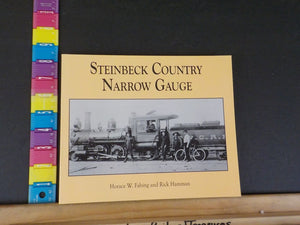 STEINBECK COUNTRY
NARROW GAUGE
Horace W. Fabing and Rick Hamman